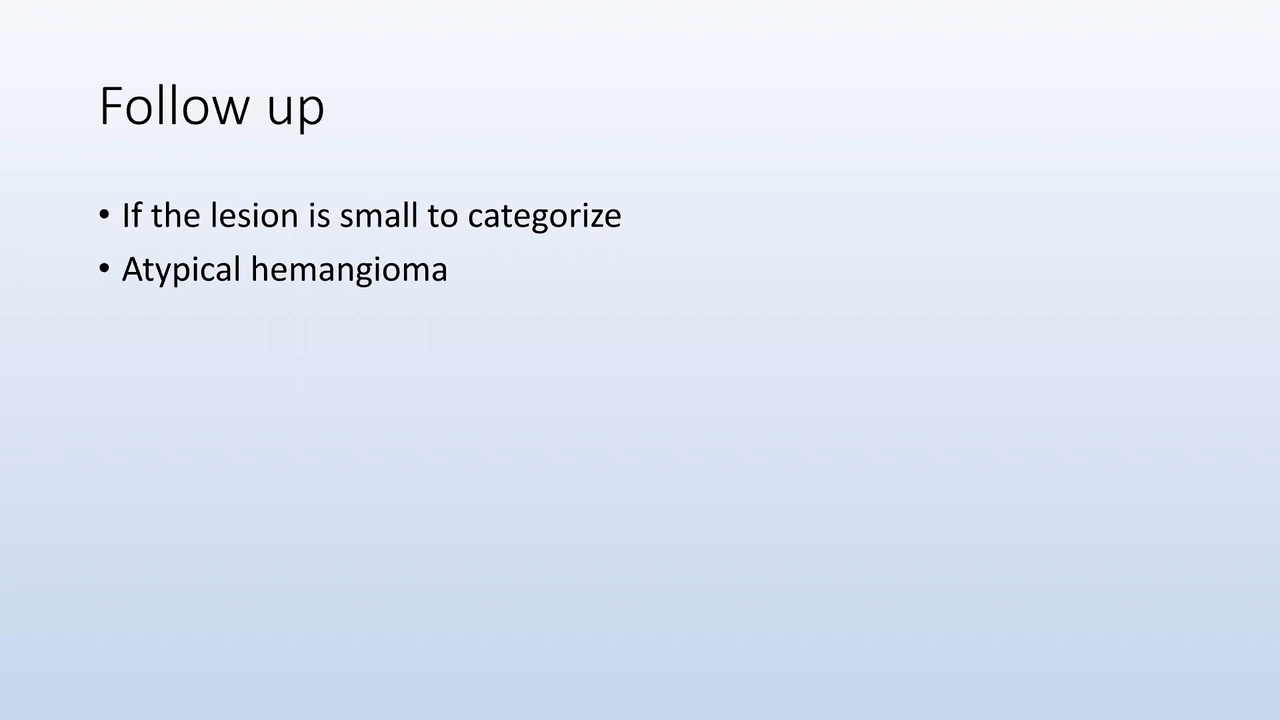 Follow up
• If the lesion is small to categorize
• Atypical hemangioma